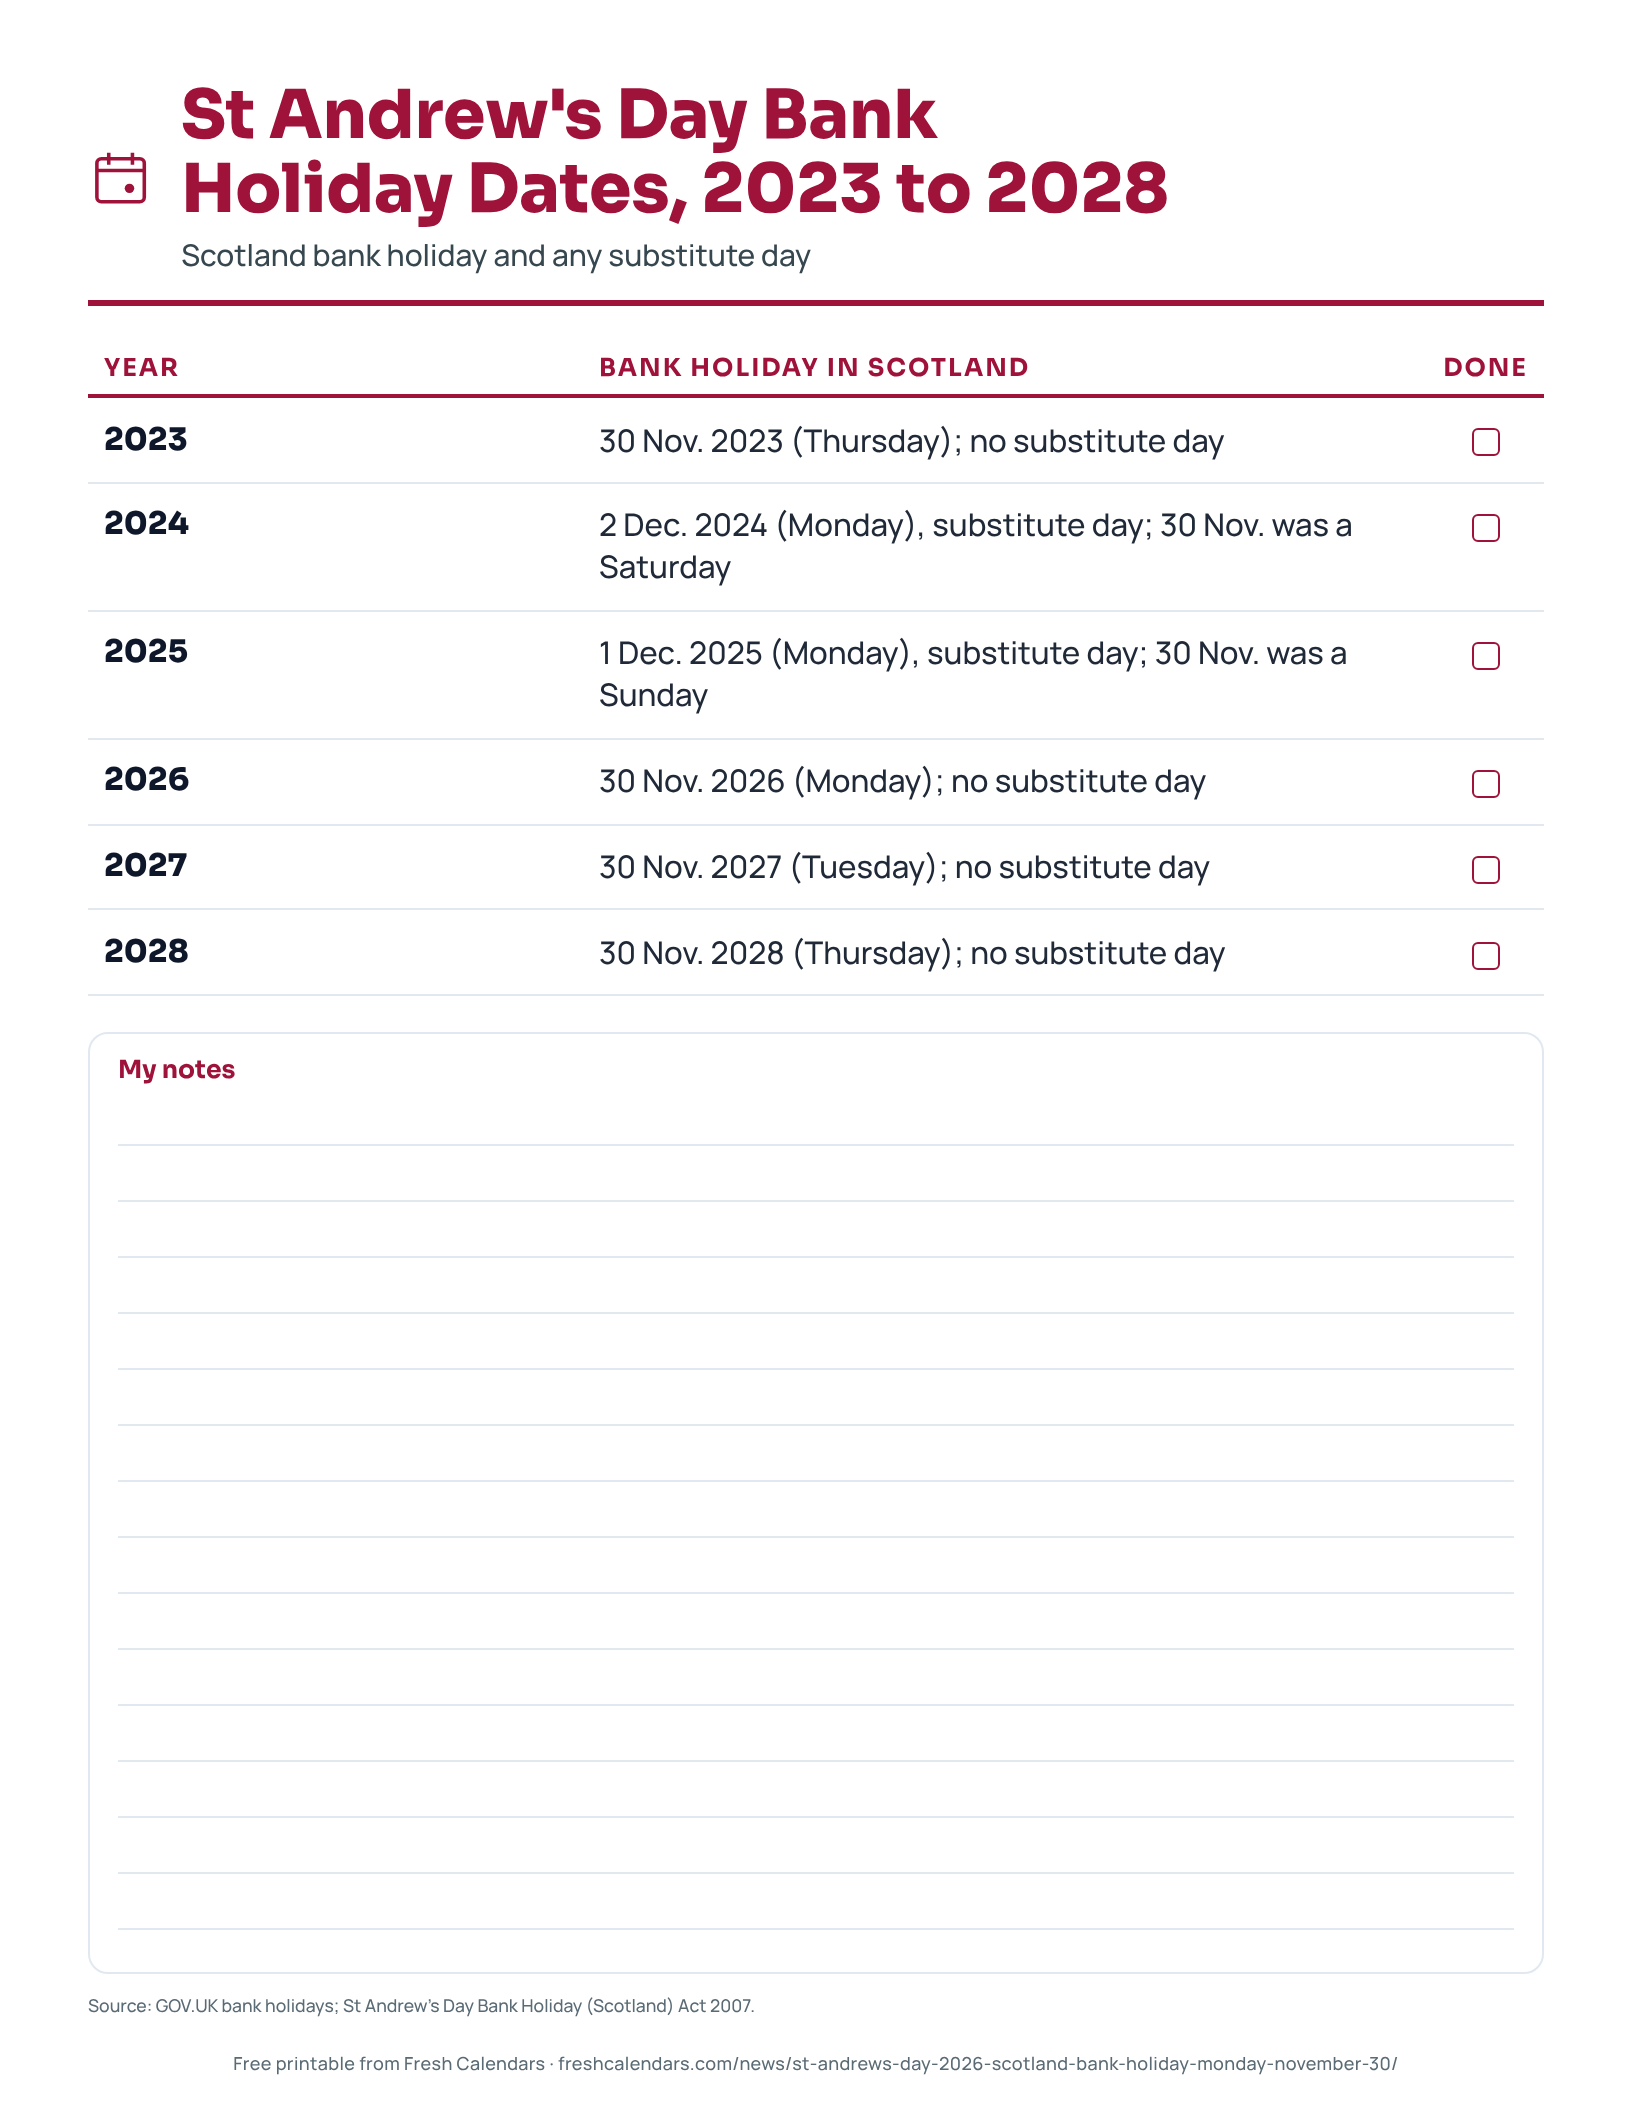 St Andrew's Day Bank
Holiday Dates, 2023 to 2028
Scotland bank holiday and any substitute day
YEAR BANK HOLIDAY IN SCOTLAND DONE
2023 30 Nov. 2023 (Thursday); no substitute day
2024 2 Dec. 2024 (Monday), substitute day; 30 Nov. was a
Saturday
2025 1 Dec. 2025 (Monday), substitute day; 30 Nov. was a
Sunday
2026 30 Nov. 2026 (Monday); no substitute day
2027 30 Nov. 2027 (Tuesday); no substitute day
2028 30 Nov. 2028 (Thursday); no substitute day
My notes
Source: GOV.UK bank holidays; St Andrew's Day Bank Holiday (Scotland) Act 2007.
Free printable from Fresh Calendars · freshcalendars.com/news/st-andrews-day-2026-scotland-bank-holiday-monday-november-30/